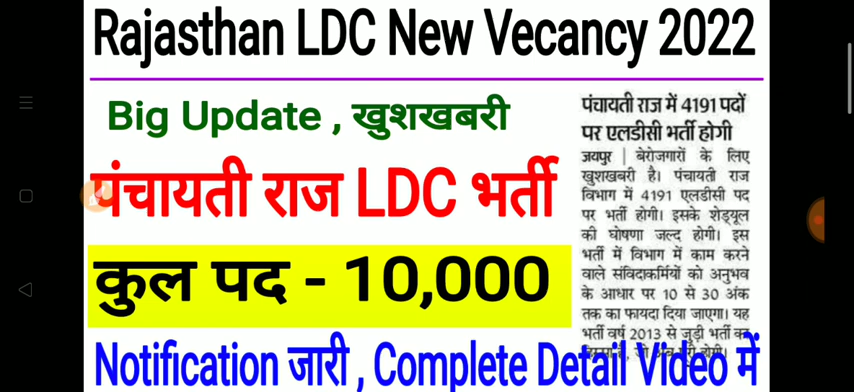 Rajasthan LDC New Vecancy 2022
Big Update , खुशखबरी
पंचायती राज LDC भर्ती
कुल पद - 10,000
Notification जारी , Complete Detail Video में
पंचायती राज में 4191 पदों
पर एलडीसी भर्ती होगी
जयपुर | बेरोजगारों के लिए
खुशखबरी है। पंचायती राज
विभाग में 4191 एलडीसी पद
पर भर्ती होगी। इसके शेड्यूल
की घोषणा जल्द होगी। इस
भर्ती में विभाग में काम करने
वाले संविदाकर्मियों को अनुभव
के आधार पर 10 से 30 अंक
तक का फायदा दिया जाएगा। यह
भर्ती वर्ष 2013 से जुड़ी भर्ती का